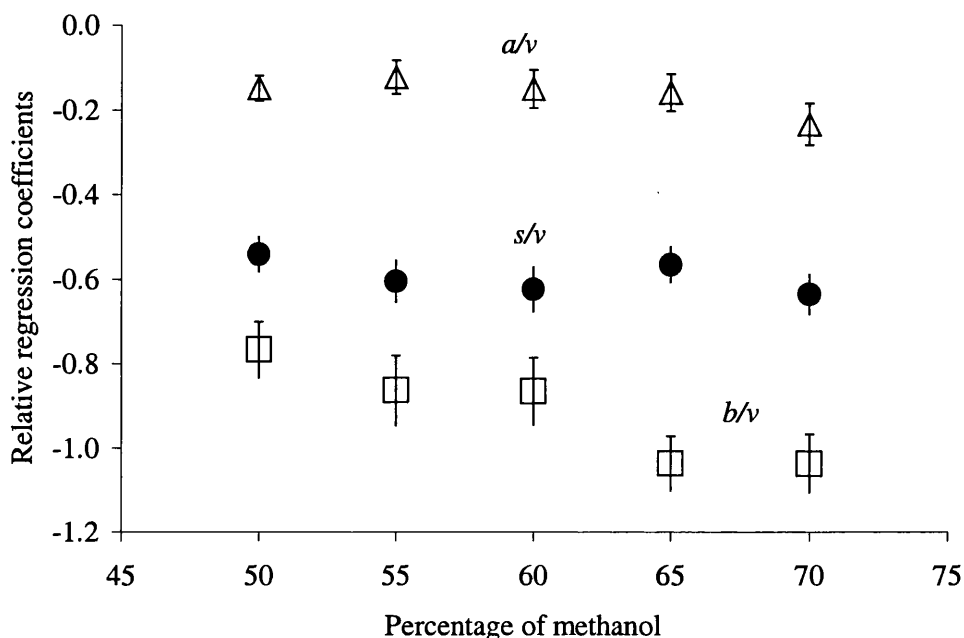 0.0
-0.2
-0.4
-0.6
-0.8
-1.0
-1.2
Relative regression coefficients
a/v
s/v
b/v
45 50 55 60 65 70 75
Percentage of methanol